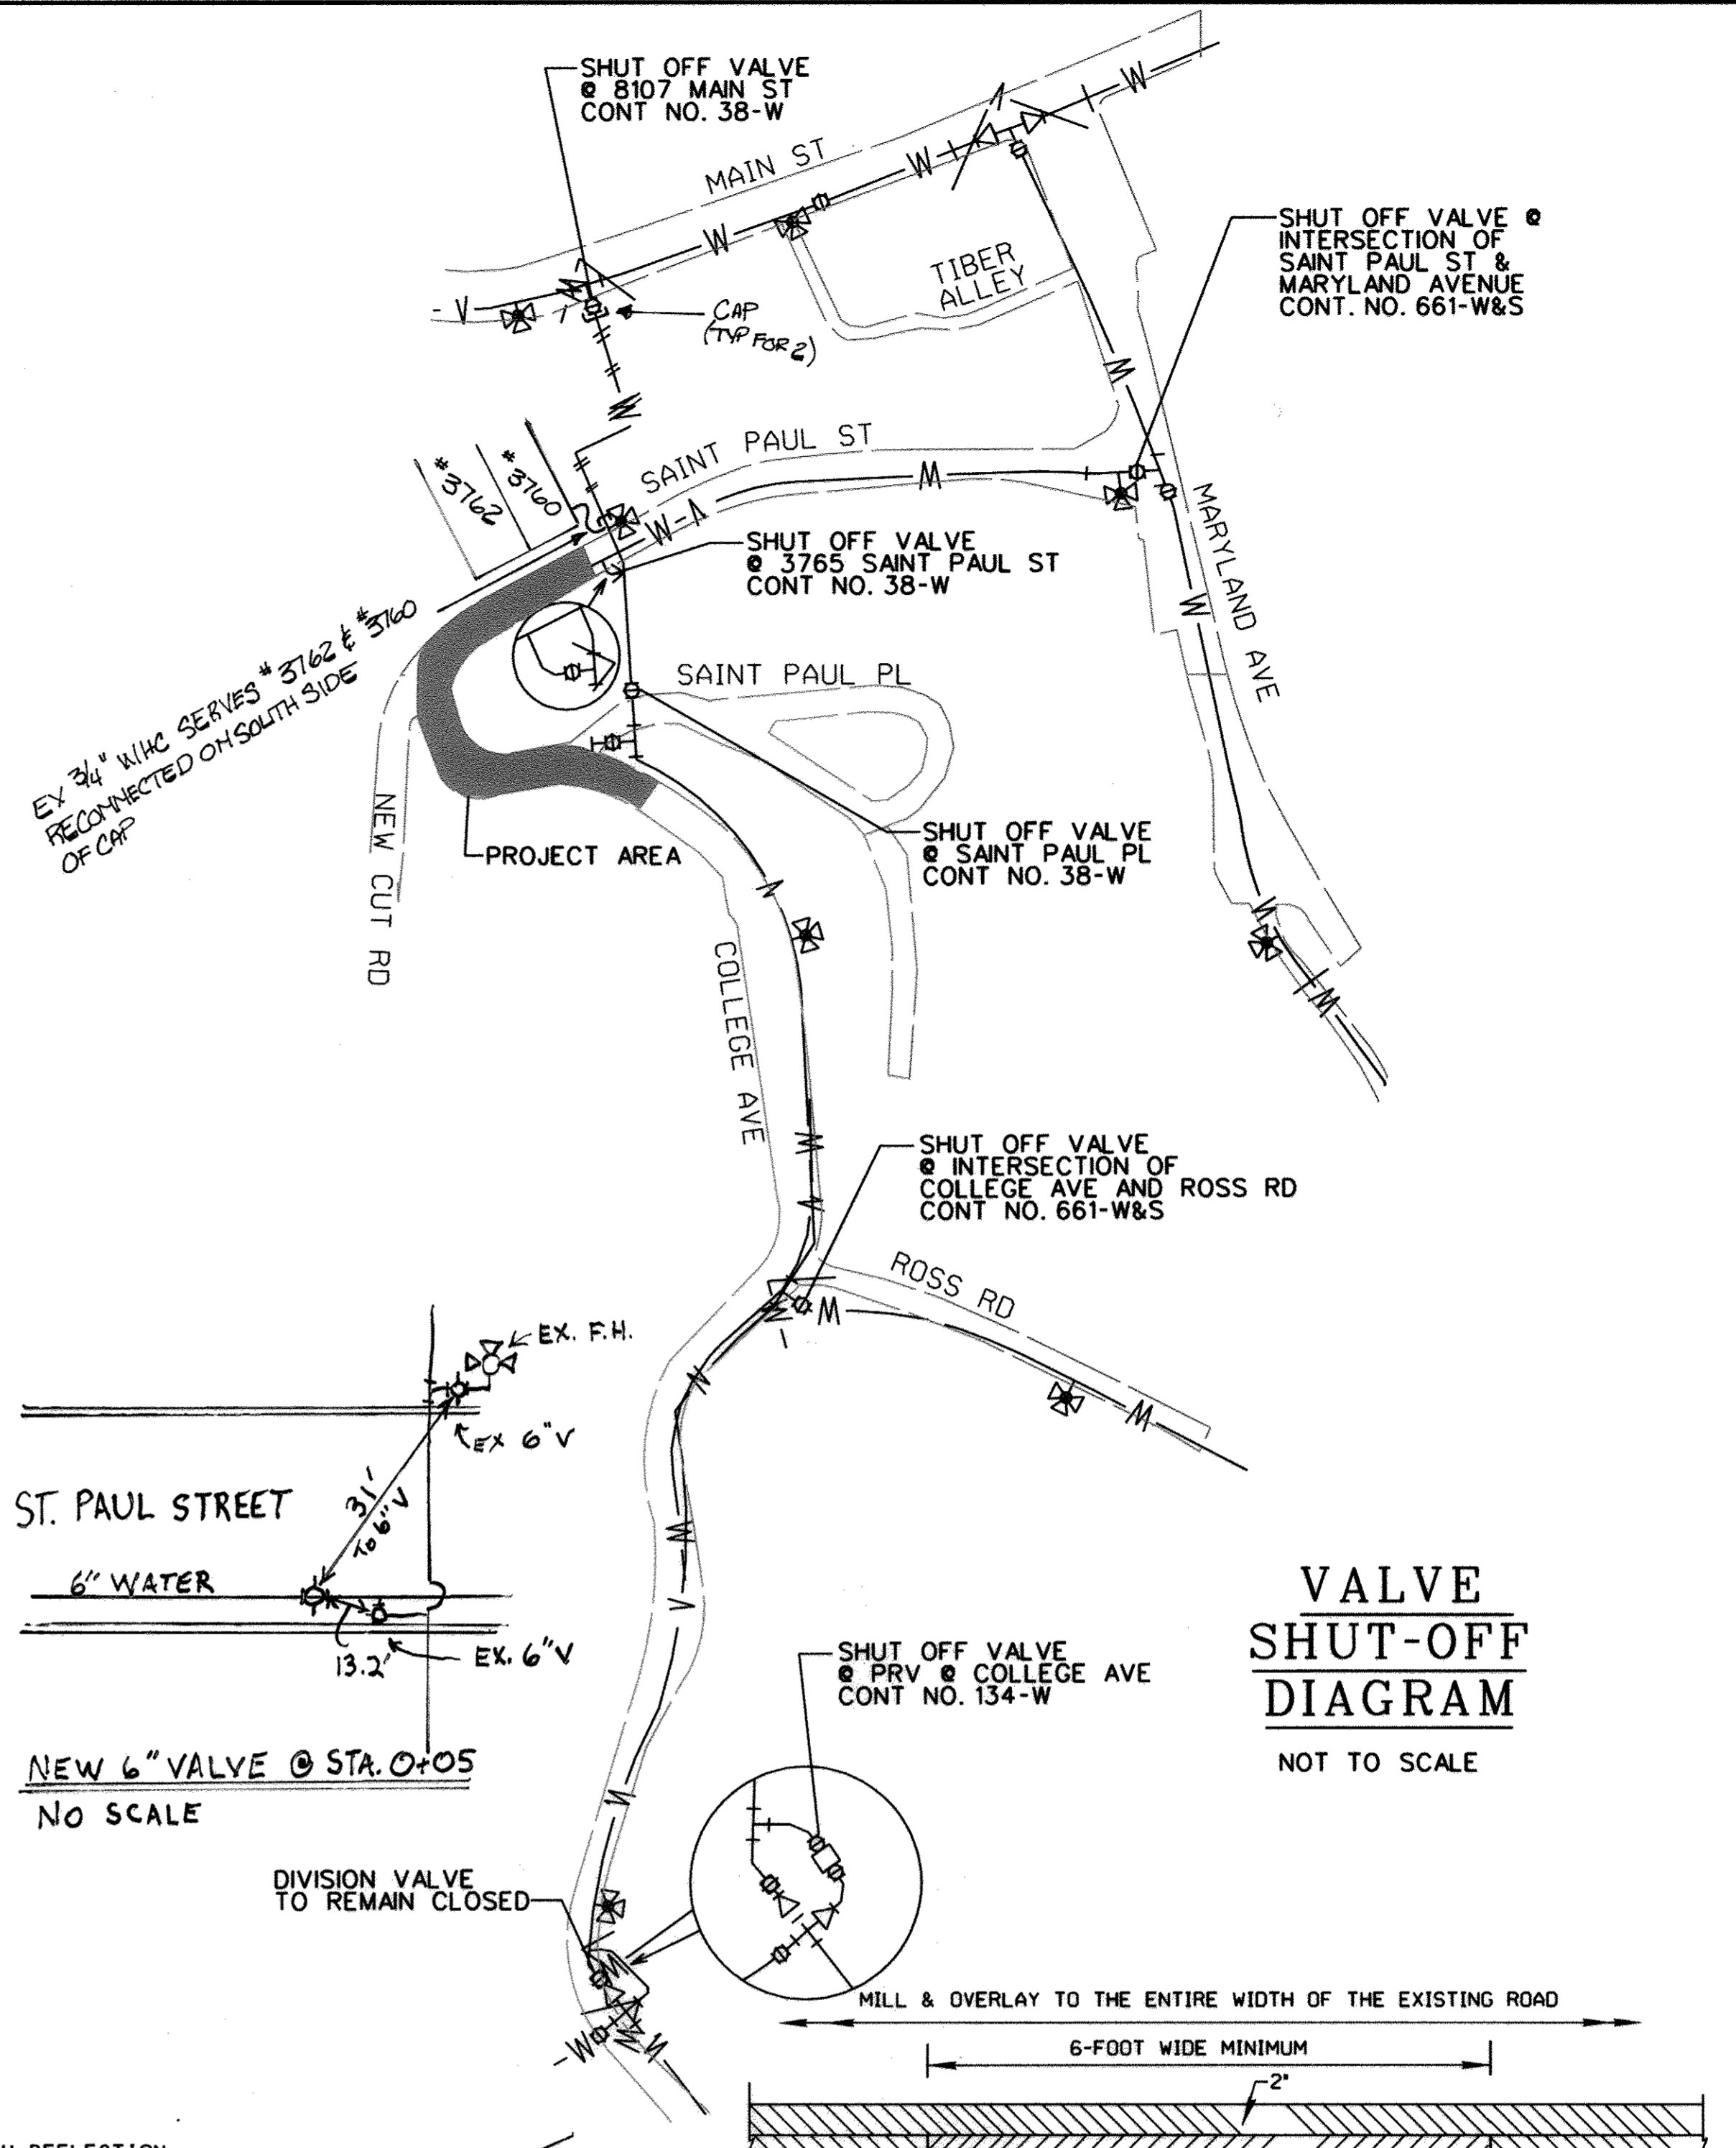 SHUT OFF VALVE
@ 8107 MAIN ST
CONT NO. 38-W
MAIN ST
W
W
W
SHUT OFF VALVE @
INTERSECTION OF
SAINT PAUL ST &
MARYLAND AVENUE
CONT. NO. 661-W&S
TIBER
ALLEY
CAP
(TYP FOR 2)
SAINT PAUL ST
#3762
#3760
W
W
SHUT OFF VALVE
@ 3765 SAINT PAUL ST
CONT NO. 38-W
MARYLAND AVE
W
EX 3/4" WHC SERVES #3762 & #3760
RECONNECTED ON SOUTH SIDE
OF CAP
SAINT PAUL PL
NEW CUT RD
PROJECT AREA
SHUT OFF VALVE
@ SAINT PAUL PL
CONT NO. 38-W
COLLEGE AVE
SHUT OFF VALVE
@ INTERSECTION OF
COLLEGE AVE AND ROSS RD
CONT NO. 661-W&S
ROSS RD
W
W
EX. F.H.
EX 6" V
ST. PAUL STREET
31'
TO 6" V
6" WATER
13.2'
EX. 6" V
NEW 6" VALVE @ STA. 0+05
NO SCALE
VALVE
SHUT-OFF
DIAGRAM
NOT TO SCALE
SHUT OFF VALVE
@ PRV @ COLLEGE AVE
CONT NO. 134-W
DIVISION VALVE
TO REMAIN CLOSED
W
MILL & OVERLAY TO THE ENTIRE WIDTH OF THE EXISTING ROAD
6-FOOT WIDE MINIMUM
2"